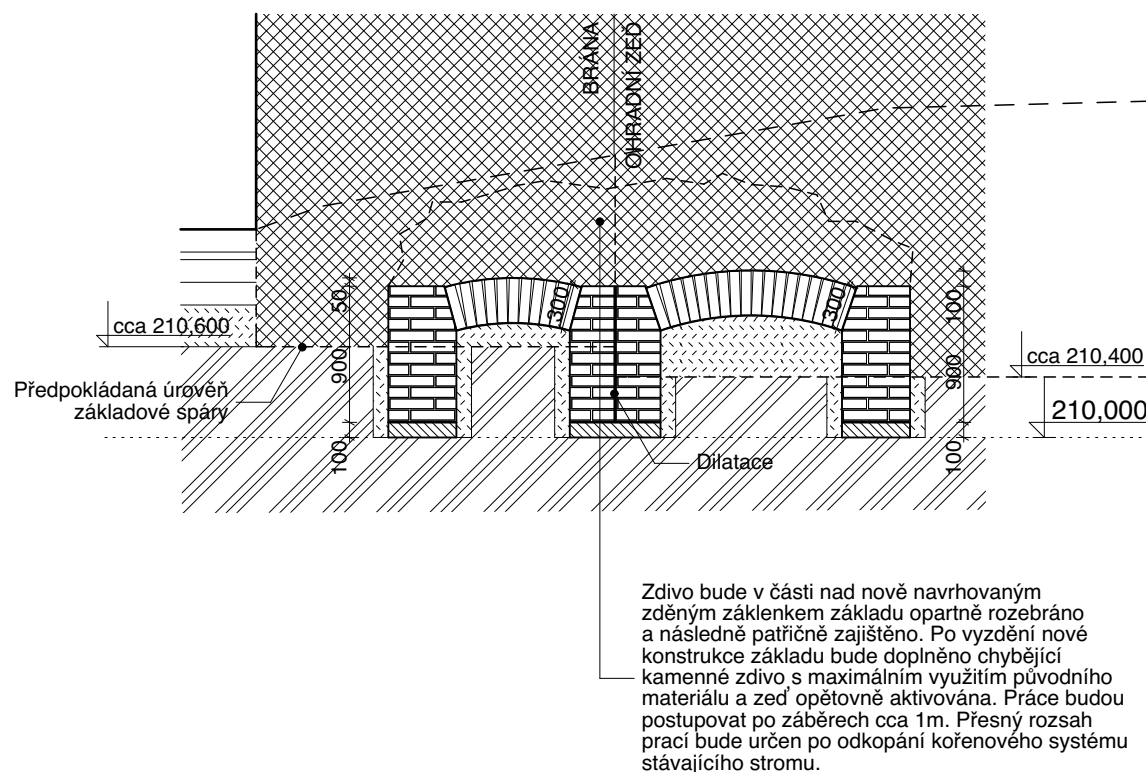 BRÁNA
OHRADNÍ ZEĎ
50
300
300
100
cca 210,600
900
900
cca 210,400
Předpokládaná úrověň
základové spáry
210,000
100
100
Dilatace
Zdivo bude v části nad nově navrhovaným
zděným záklenkem základu opartně rozebráno
a následně patřičně zajištěno. Po vyzdění nové
konstrukce základu bude doplněno chybějící
kamenné zdivo s maximálním využitím původního
materiálu a zeď opětovně aktivována. Práce budou
postupovat po záběrech cca 1m. Přesný rozsah
prací bude určen po odkopání kořenového systému
stávajícího stromu.